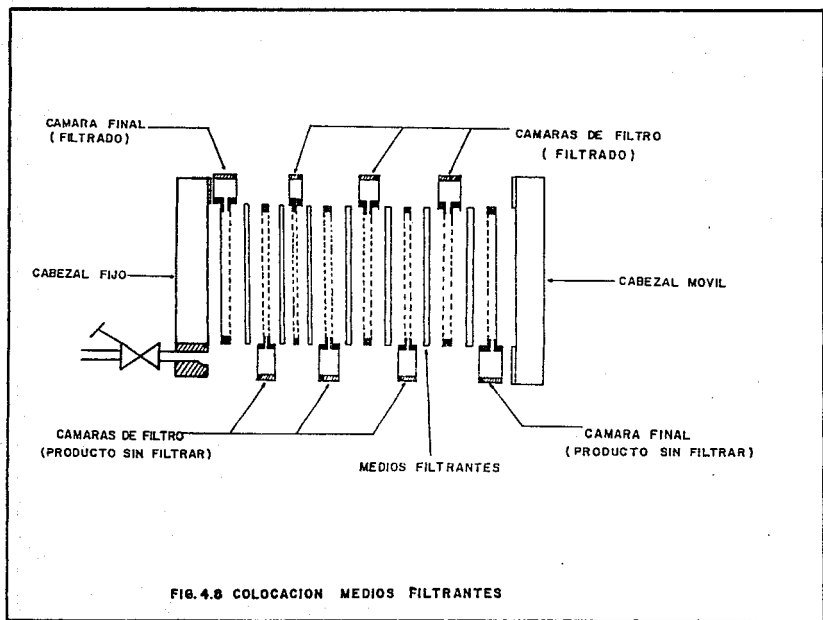 CAMARA FINAL
( FILTRADO)
CAMARAS DE FILTRO
( FILTRADO )
CABEZAL FIJO
CABEZAL MOVIL
CAMARAS DE FILTRO
(PRODUCTO SIN FILTRAR)
MEDIOS FILTRANTES
CAMARA FINAL
( PRODUCTO SIN FILTRAR)
FIG. 4.8 COLOCACION MEDIOS FILTRANTES